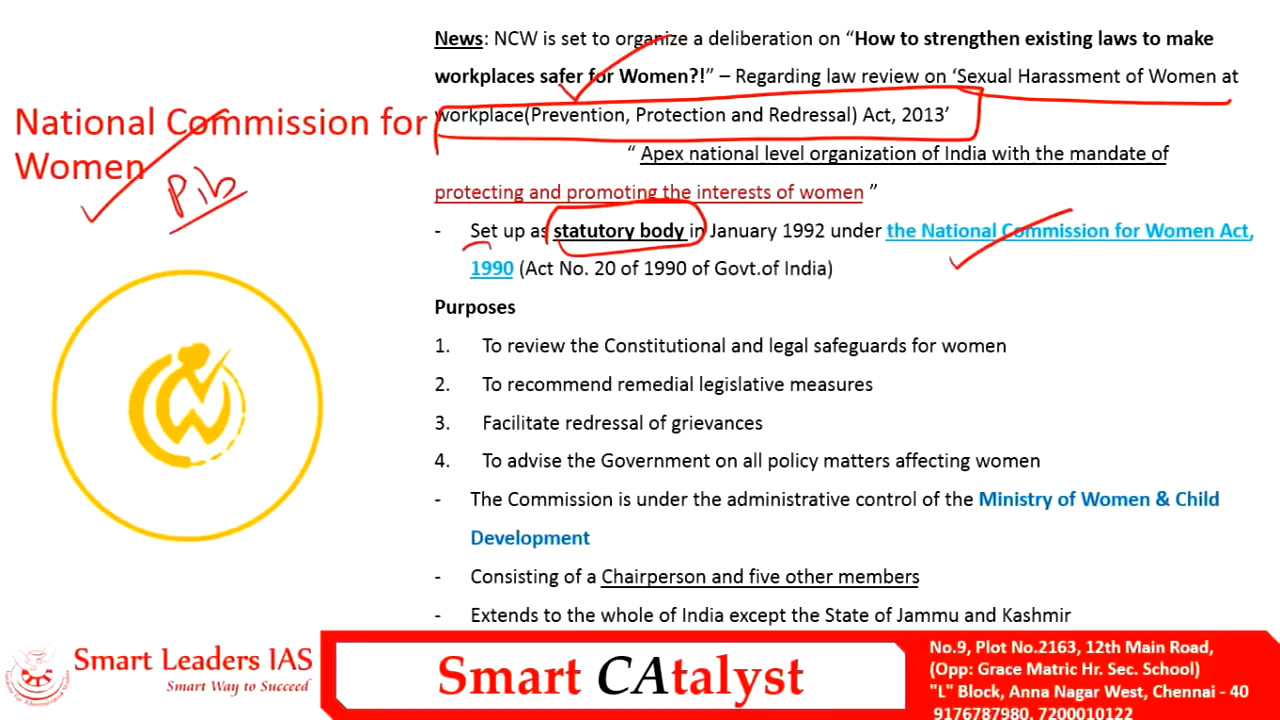 National Commission for
Women
Pib
News: NCW is set to organize a deliberation on “How to strengthen existing laws to make
workplaces safer for Women?!” – Regarding law review on ‘Sexual Harassment of Women at
workplace(Prevention, Protection and Redressal) Act, 2013’
“ Apex national level organization of India with the mandate of
protecting and promoting the interests of women ”
- Set up as statutory body in January 1992 under the National Commission for Women Act,
1990 (Act No. 20 of 1990 of Govt.of India)
Purposes
1. To review the Constitutional and legal safeguards for women
2. To recommend remedial legislative measures
3. Facilitate redressal of grievances
4. To advise the Government on all policy matters affecting women
- The Commission is under the administrative control of the Ministry of Women & Child
Development
- Consisting of a Chairperson and five other members
- Extends to the whole of India except the State of Jammu and Kashmir
Smart Leaders IAS
Smart Way to Succeed
Smart CAtalyst
No.9, Plot No.2163, 12th Main Road,
(Opp: Grace Matric Hr. Sec. School)
"L" Block, Anna Nagar West, Chennai - 40
9176787980, 7200010122